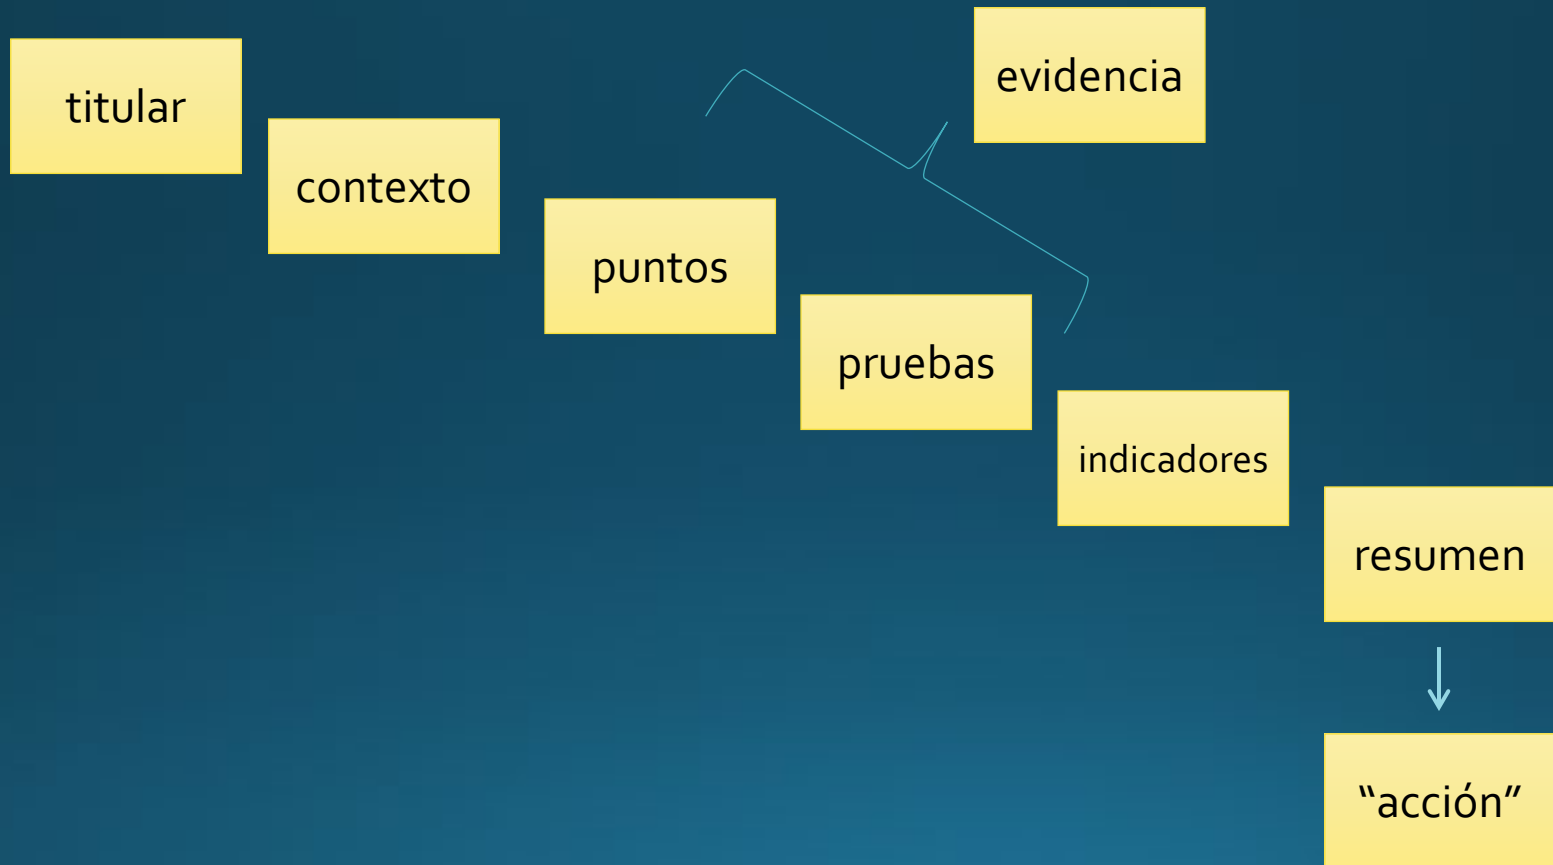 titular
contexto
puntos
evidencia
pruebas
indicadores
resumen
“acción”